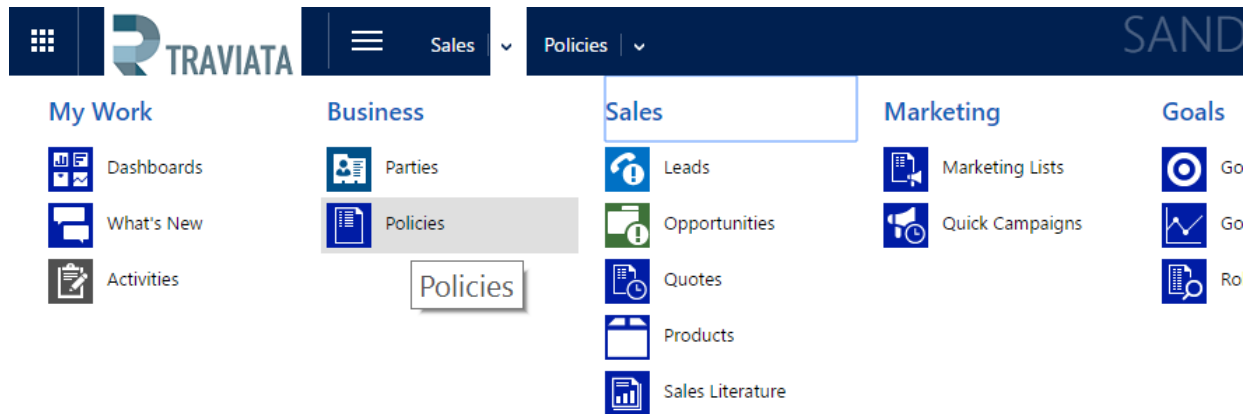 TRAVIATA
Sales
Policies
SAND
My Work
Business
Sales
Marketing
Goals
Dashboards
Parties
Leads
Marketing Lists
Go
What's New
Policies
Opportunities
Quick Campaigns
Go
Activities
Policies
Quotes
Ro
Products
Sales Literature